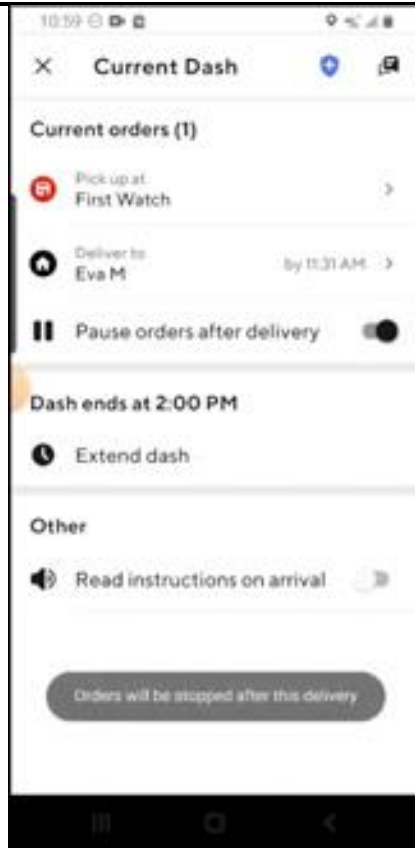 10:59
Current Dash
Current orders (1)
Pick up at
First Watch
Deliver to
Eva M
by 11:31 AM
Pause orders after delivery
Dash ends at 2:00 PM
Extend dash
Other
Read instructions on arrival
Orders will be stopped after this delivery